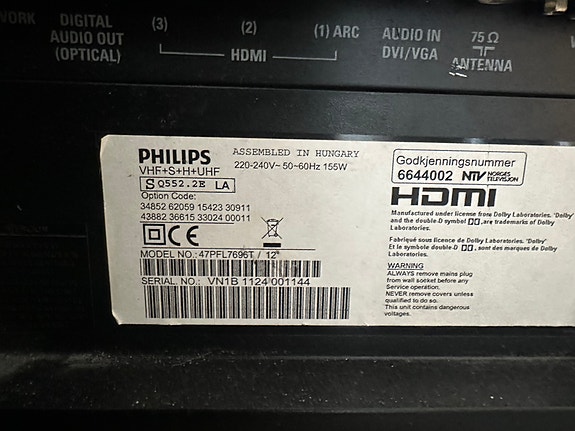 WORK
DIGITAL
AUDIO OUT
(OPTICAL)
(3) (2) (1) ARC
HDMI
AUDIO IN
DVI/VGA
75 Ω
ANTENNA
PHILIPS
ASSEMBLED IN HUNGARY
VHF+S+H+UHF
220-240V~ 50~60Hz 155W
S Q552.2E LA
Option Code:
34852 62059 15423 30911
43882 36615 33024 00011
CE
MODEL NO.: 47PFL7696T / 12*
SERIAL NO.: VN1B 1124 001144
Godkjenningsnummer
6644002 NTV NORGES
TELEVISJON
HDMI
Manufactured under license from Dolby Laboratories. 'Dolby'
and the double-D symbol DD ,are trademarks of Dolby
Laboratories.
Fabriqué sous licence de Dolby Laboratories. 'Dolby'
Et le symbole double-D DD ,sont des marques de Dolby
Laboratories.
WARNING
ALWAYS remove mains plug
from wall socket before any
Service operation.
NEVER remove covers unless
qualified to do so.
This unit contains dangerous
voltages.